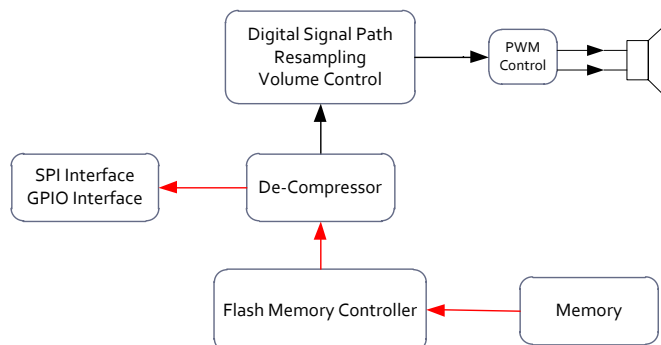 Digital Signal Path
Resampling
Volume Control
PWM
Control
SPI Interface
GPIO Interface
De-Compressor
Flash Memory Controller
Memory